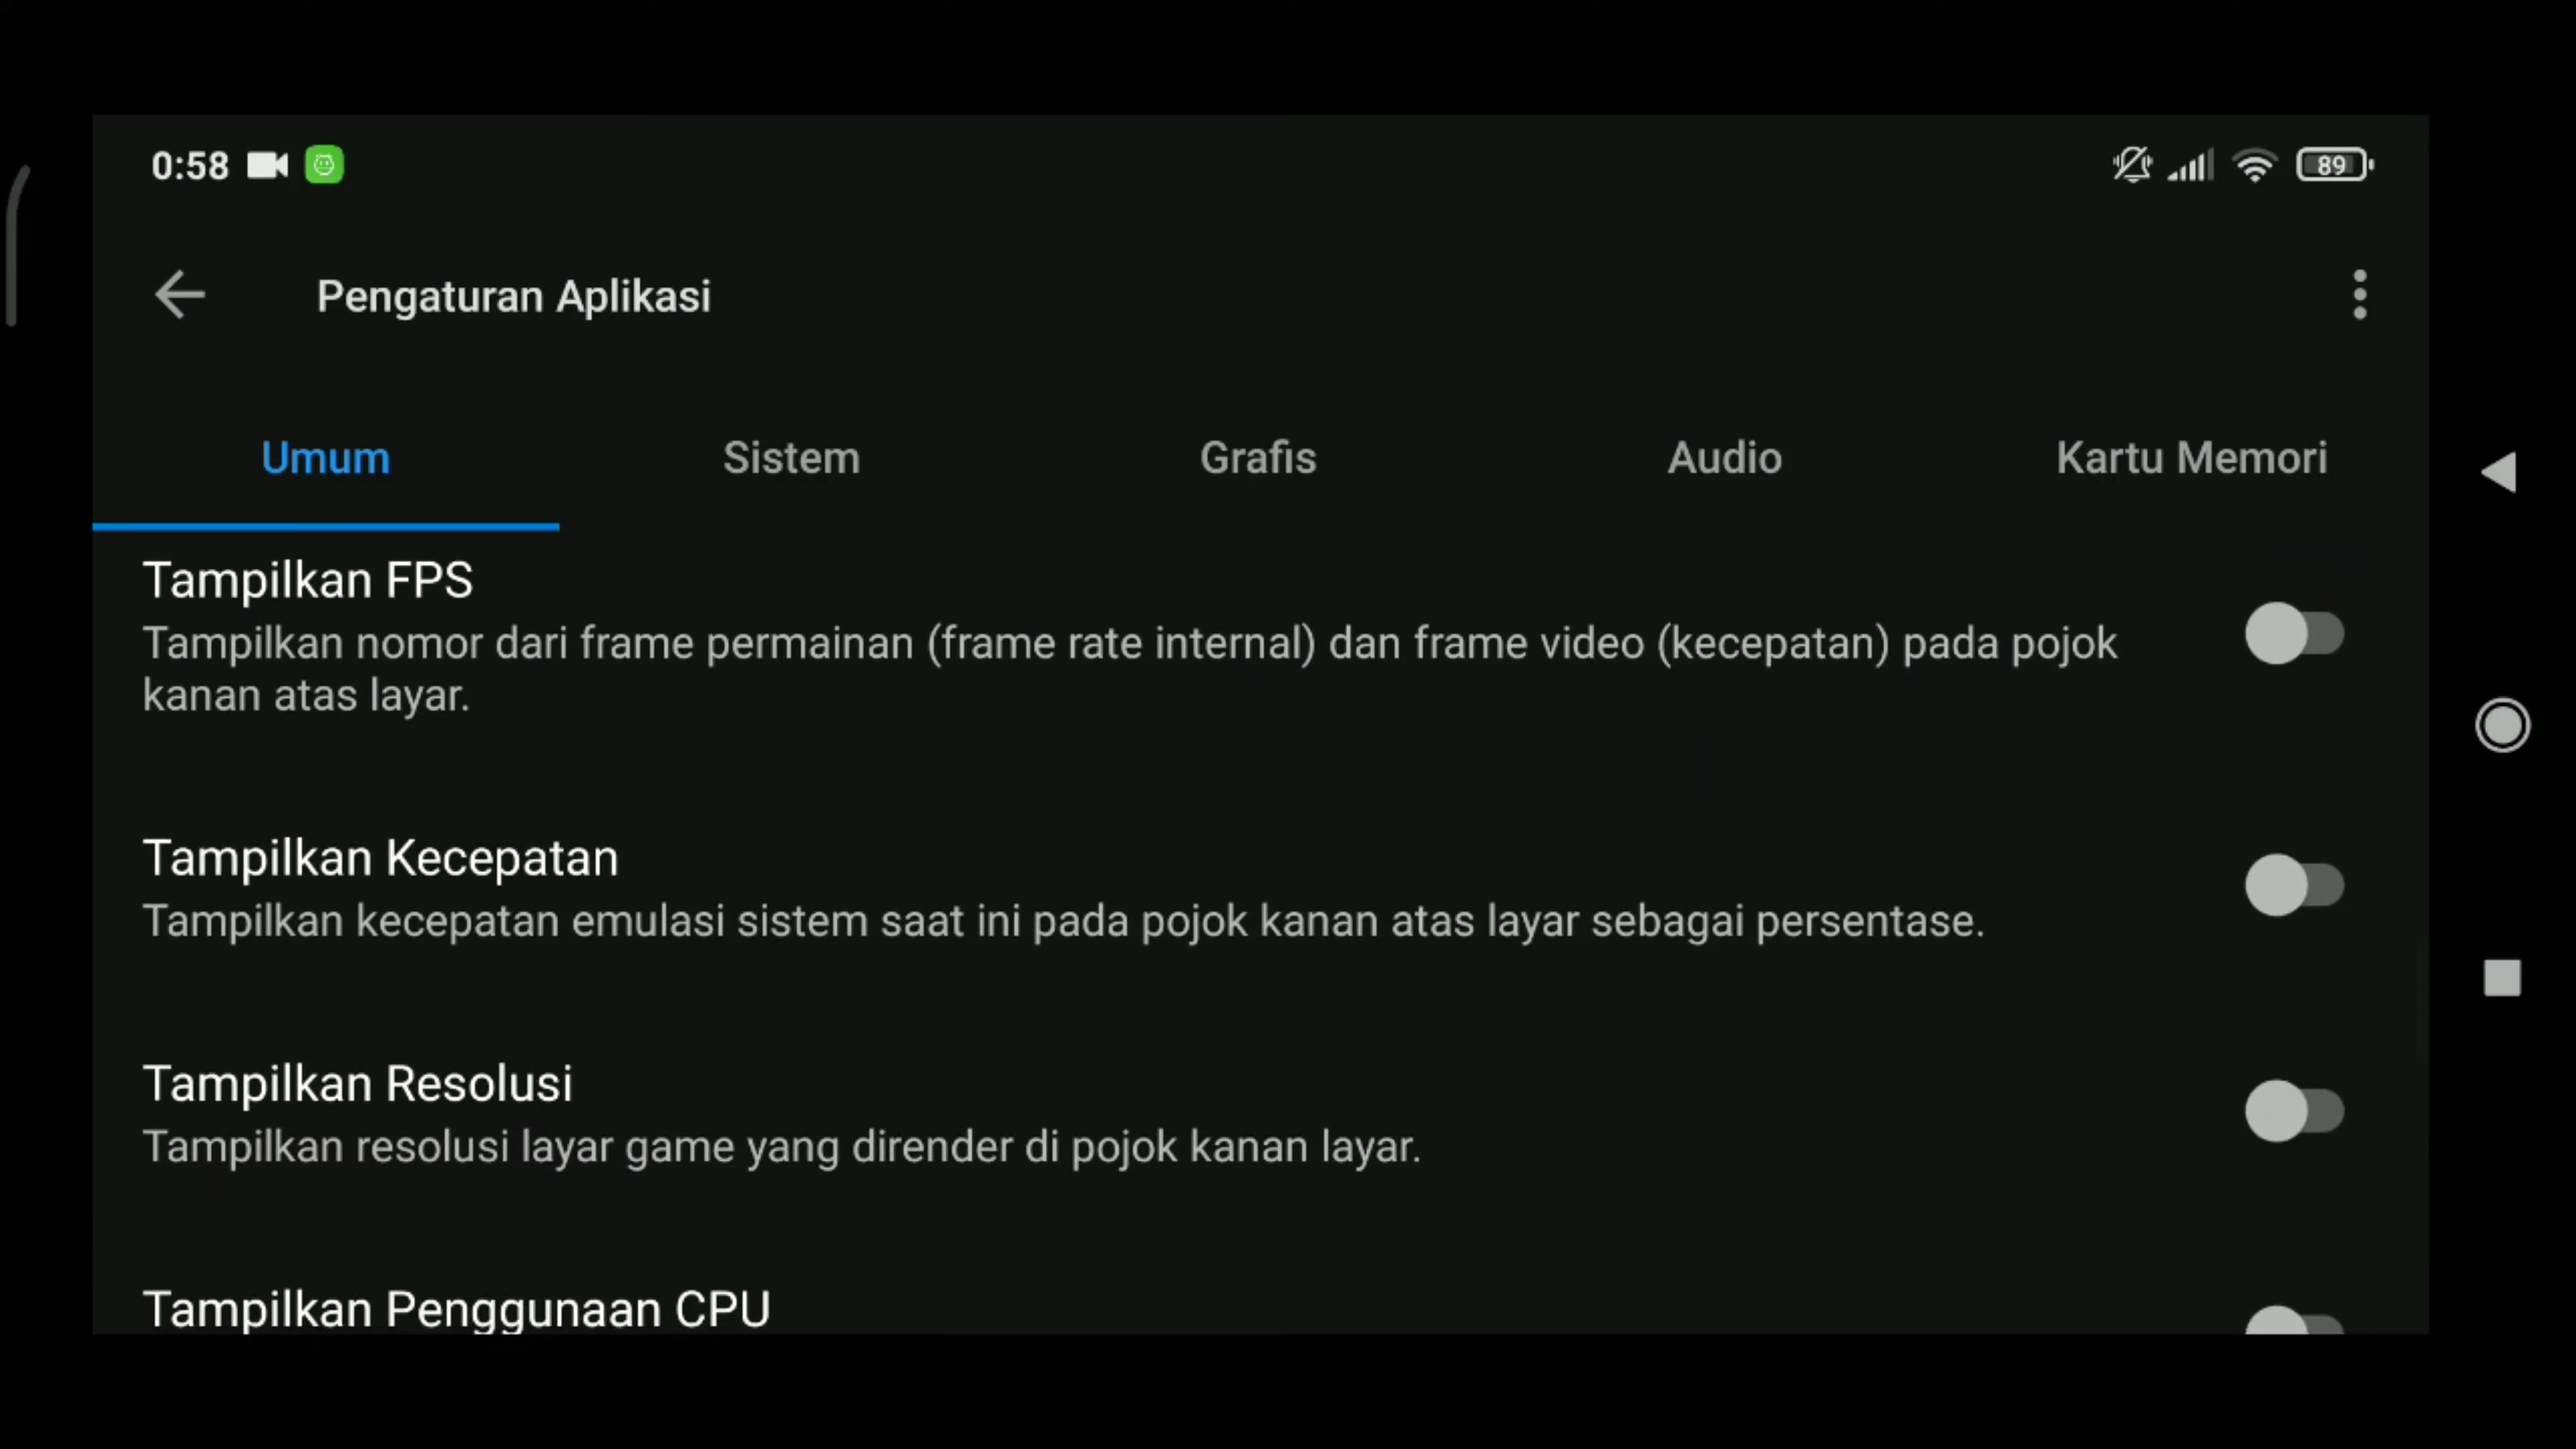 0:58
89
Pengaturan Aplikasi
Umum
Sistem
Grafis
Audio
Kartu Memori
Tampilkan FPS
Tampilkan nomor dari frame permainan (frame rate internal) dan frame video (kecepatan) pada pojok
kanan atas layar.
Tampilkan Kecepatan
Tampilkan kecepatan emulasi sistem saat ini pada pojok kanan atas layar sebagai persentase.
Tampilkan Resolusi
Tampilkan resolusi layar game yang dirender di pojok kanan layar.
Tampilkan Penggunaan CPU